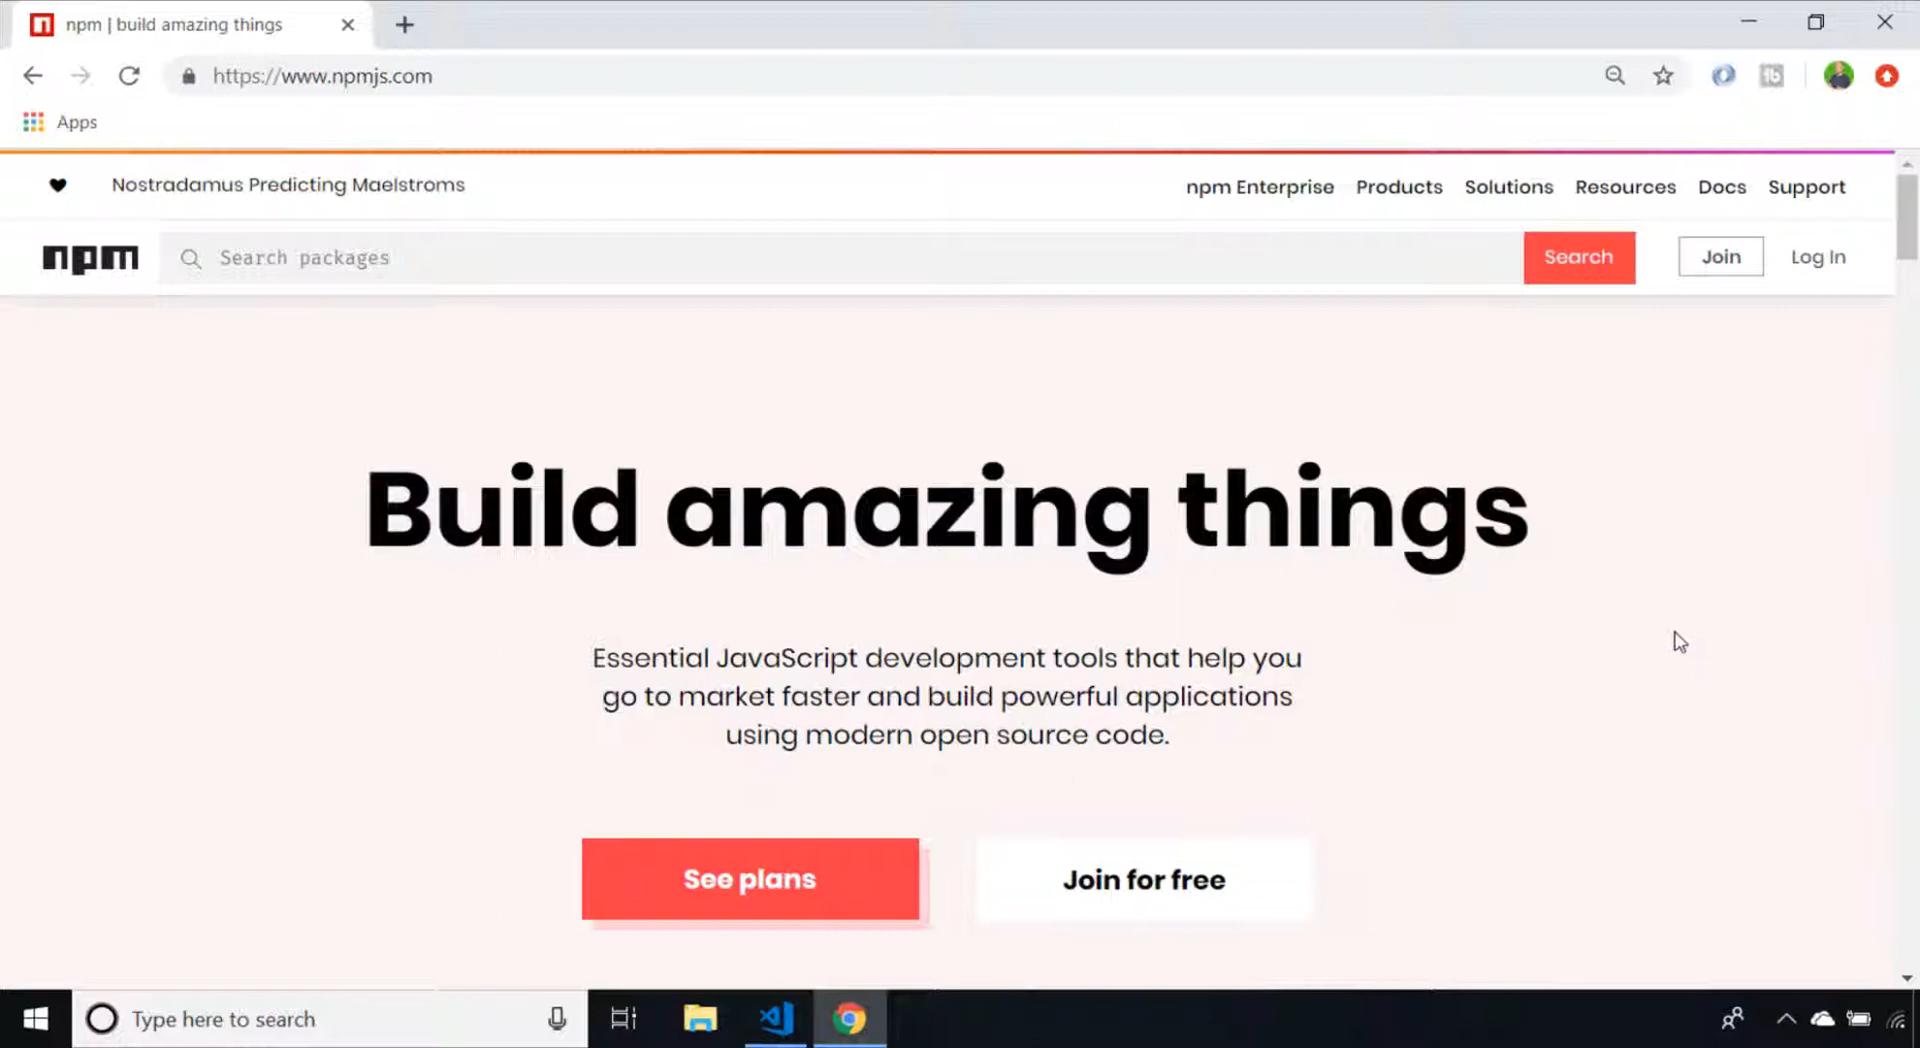 npm | build amazing things
https://www.npmjs.com
Apps
Nostradamus Predicting Maelstroms
npm Enterprise Products Solutions Resources Docs Support
npm
Search packages
Search
Join
Log In
Build amazing things
Essential JavaScript development tools that help you
go to market faster and build powerful applications
using modern open source code.
See plans
Join for free
Type here to search